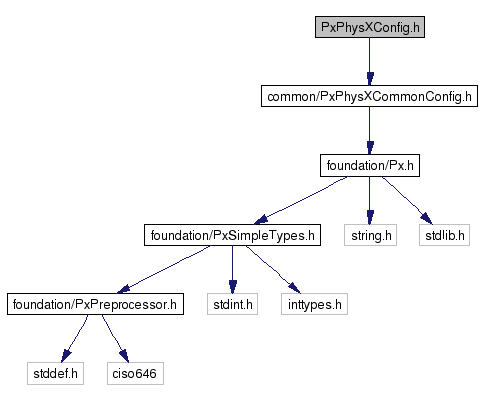 PxPhysXConfig.h
common/PxPhysXCommonConfig.h
foundation/Px.h
foundation/PxSimpleTypes.h
string.h
stdlib.h
foundation/PxPreprocessor.h
stdint.h
inttypes.h
stddef.h
ciso646